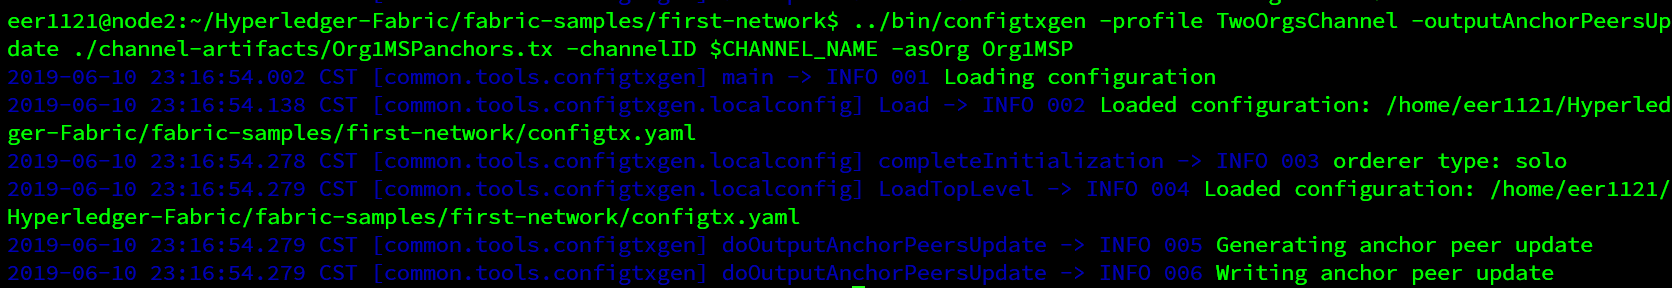 eer1121@node2:~/Hyperledger-Fabric/fabric-samples/first-network$ ../bin/configtxgen -profile TwoOrgsChannel -outputAnchorPeersUp
date ./channel-artifacts/Org1MSPanchors.tx -channelID $CHANNEL_NAME -asOrg Org1MSP
2019-06-10 23:16:54.002 CST [common.tools.configtxgen] main -> INFO 001 Loading configuration
2019-06-10 23:16:54.138 CST [common.tools.configtxgen.localconfig] Load -> INFO 002 Loaded configuration: /home/eer1121/Hyperled
ger-Fabric/fabric-samples/first-network/configtx.yaml
2019-06-10 23:16:54.278 CST [common.tools.configtxgen.localconfig] completeInitialization -> INFO 003 orderer type: solo
2019-06-10 23:16:54.279 CST [common.tools.configtxgen.localconfig] LoadTopLevel -> INFO 004 Loaded configuration: /home/eer1121/
Hyperledger-Fabric/fabric-samples/first-network/configtx.yaml
2019-06-10 23:16:54.279 CST [common.tools.configtxgen] doOutputAnchorPeersUpdate -> INFO 005 Generating anchor peer update
2019-06-10 23:16:54.279 CST [common.tools.configtxgen] doOutputAnchorPeersUpdate -> INFO 006 Writing anchor peer update